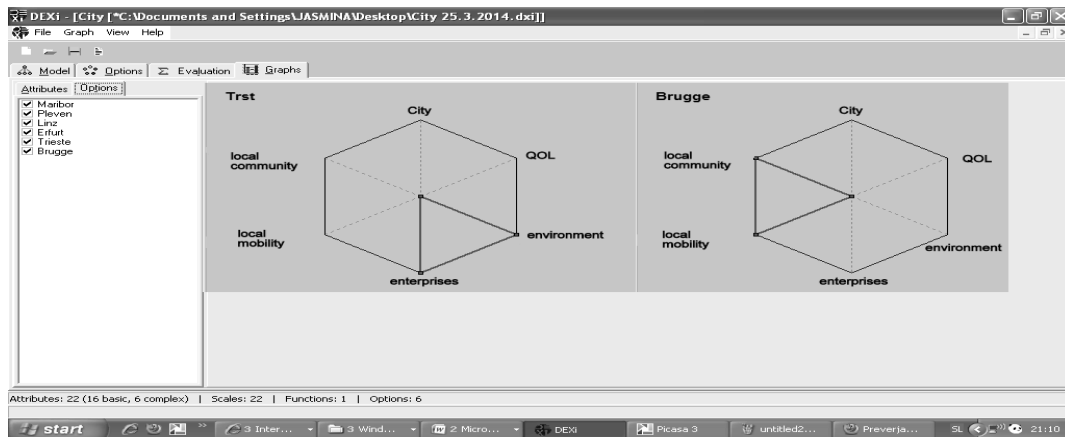 DEXi - [City [*C:\Documents and Settings\JASMINA\Desktop\City 25.3.2014.dxi]]
File Graph View Help
Model Options Σ Evaluation Graphs
Attributes Options
Maribor
Pleven
Linz
Erfurt
Trieste
Brugge
Trst
City
QOL
environment
enterprises
local
mobility
local
community
Brugge
City
QOL
environment
enterprises
local
mobility
local
community
Attributes: 22 (16 basic, 6 complex) | Scales: 22 | Functions: 1 | Options: 6
start
3 Inter...
3 Wind...
2 Micro...
DEXi
Picasa 3
untitled2...
Preverja...
SL
21:10